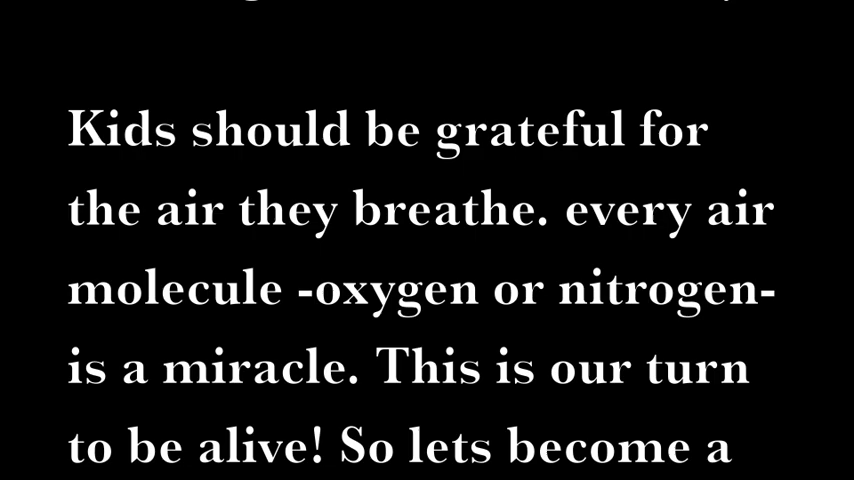 Kids should be grateful for
the air they breathe. every air
molecule -oxygen or nitrogen-
is a miracle. This is our turn
to be alive! So lets become a